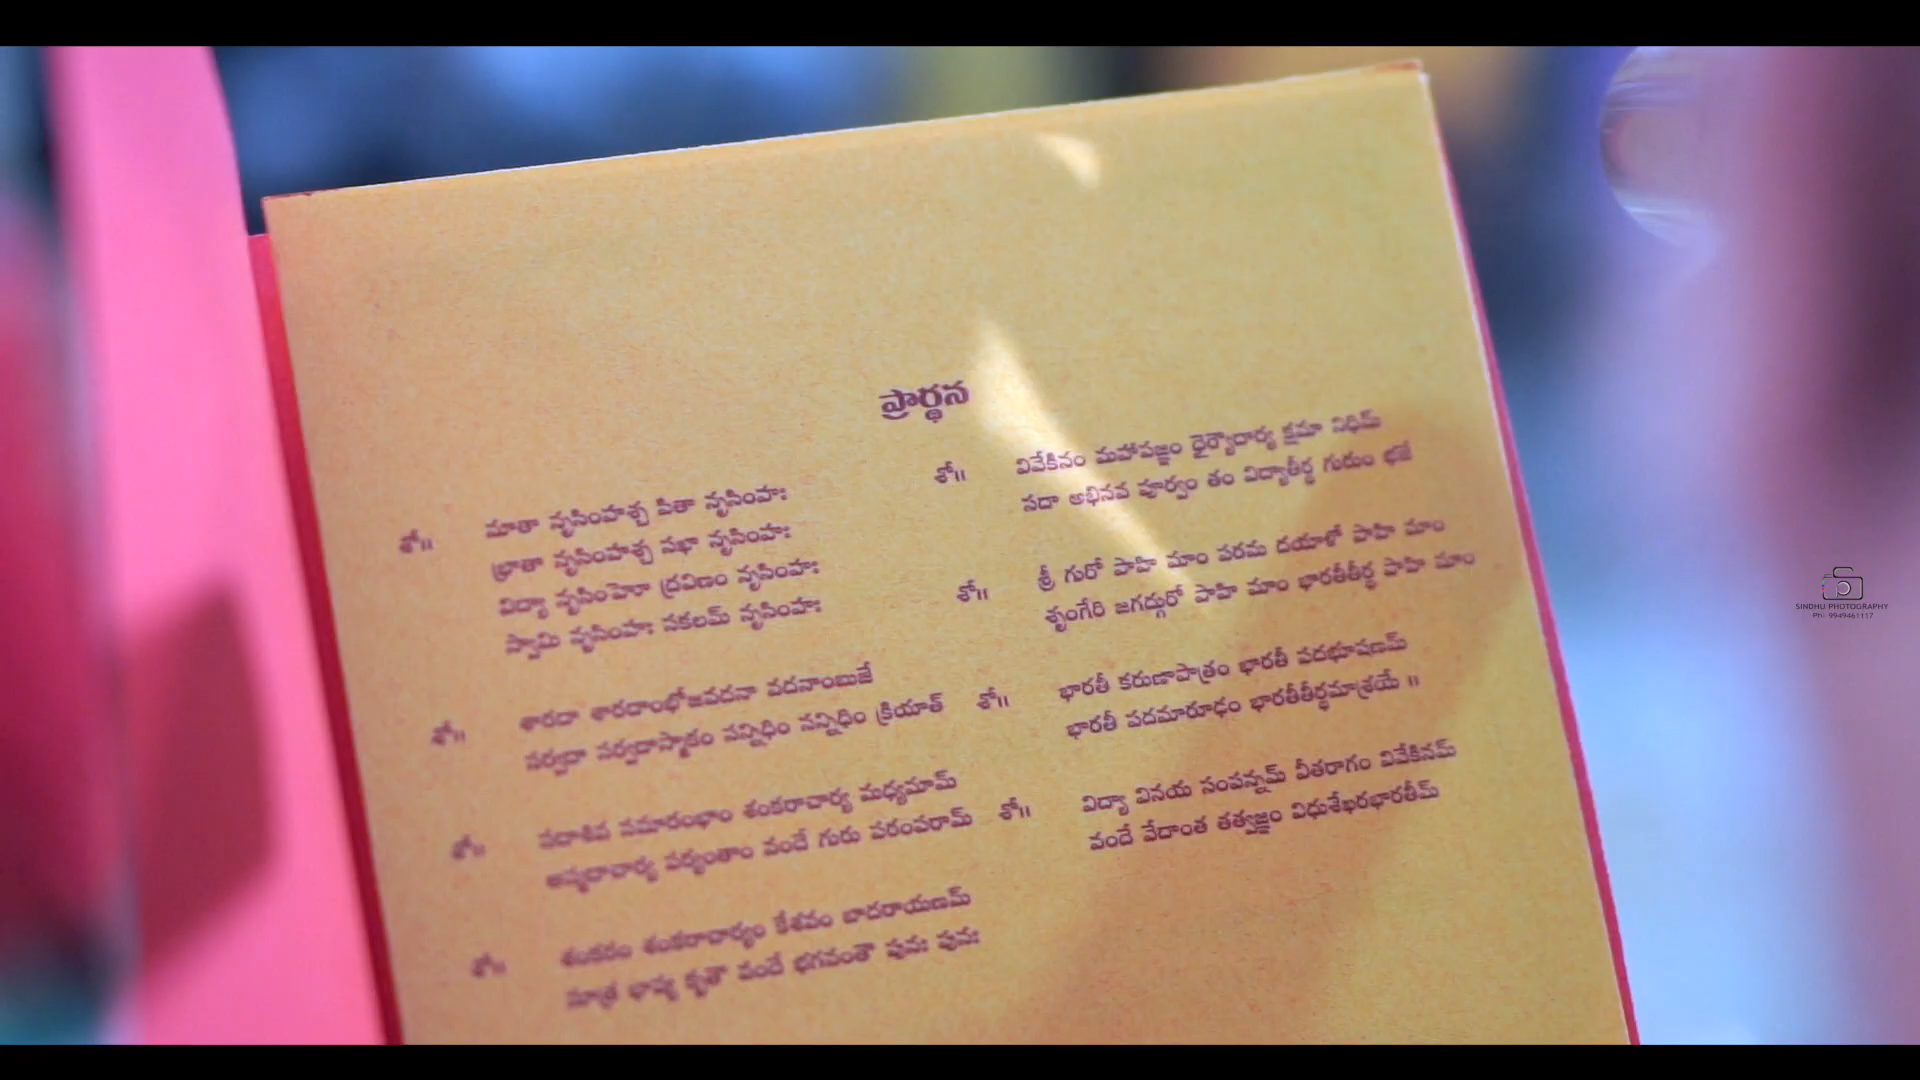 ప్రార్థన
శో॥ మాతా నృసింహశ్చ పితా నృసింహః
భ్రాతా నృసింహశ్చ సఖా నృసింహః
విద్యా నృసింహెూ ద్రవిణం నృసింహః
స్వామి నృసింహః సకలమ్ నృసింహః
శో॥ శారదా శారదాంభోజవదనా వదనాంబుజే
సర్వదా సర్వదాస్మాకం సన్నిధిం సన్నిధిం క్రియాత్
శో॥ సదాశివ సమారంభాం శంకరాచార్య మధ్యమామ్
అస్మదాచార్య పర్యంతాం వందే గురు పరంపరామ్
శో॥ శంకరం శంకరాచార్యం కేశవం బాదరాయణమ్
సూత్ర భాష్య కృతౌ వందే భగవంతౌ పునః పునః
శో॥ వివేకినం మహాపజ్ఞం ధైర్యౌదార్య క్షమా నిధిమ్
సదా అభినవ పూర్వం తం విద్యాతీర్థ గురుం భజే
శో॥ శ్రీ గురో పాహి మాం పరమ దయాళో పాహి మాం
శృంగేరి జగద్గురో పాహి మాం భారతీతీర్థ పాహి మాం
శో॥ భారతీ కరుణాపాత్రం భారతీ పదభూషణమ్
భారతీ పదమారూఢం భారతీతీర్థమాశ్రయే ॥
శో॥ విద్యా వినయ సంపన్నమ్ వీతరాగం వివేకినమ్
వందే వేదాంత తత్వజ్ఞం విధుశేఖరభారతీమ్
SINDHU PHOTOGRAPHY
PH: 9949461117